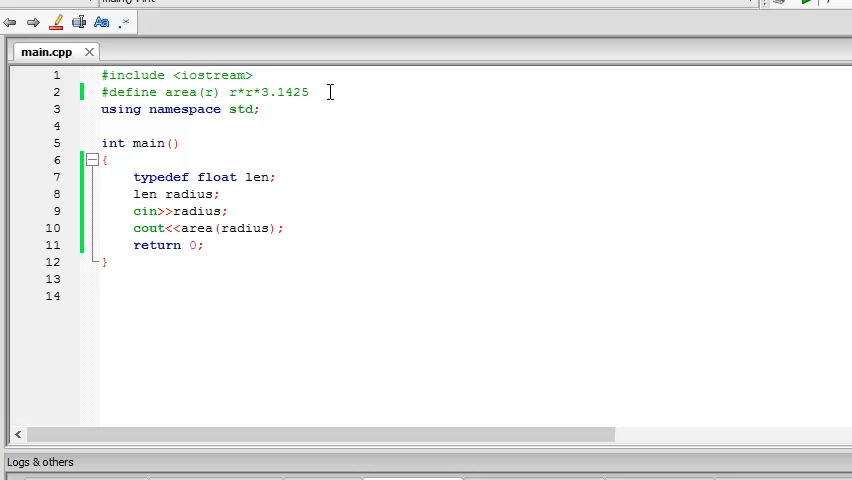 main.cpp
1 #include <iostream>
2 #define area(r) r*r*3.1425
3 using namespace std;
4
5 int main()
6 {
7 typedef float len;
8 len radius;
9 cin>>radius;
10 cout<<area(radius);
11 return 0;
12 }
13
14
Logs & others